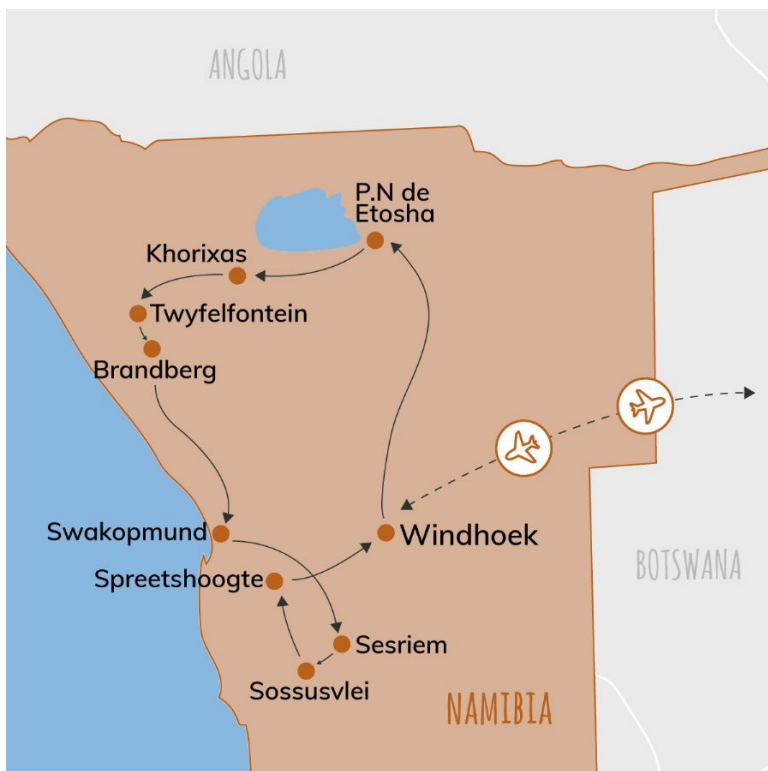 ANGOLA
P.N de
Etosha
Khorixas
Twyfelfontein
Brandberg
Swakopmund
Windhoek
Spreetshoogte
BOTSWANA
Sesriem
Sossusvlei
NAMIBIA